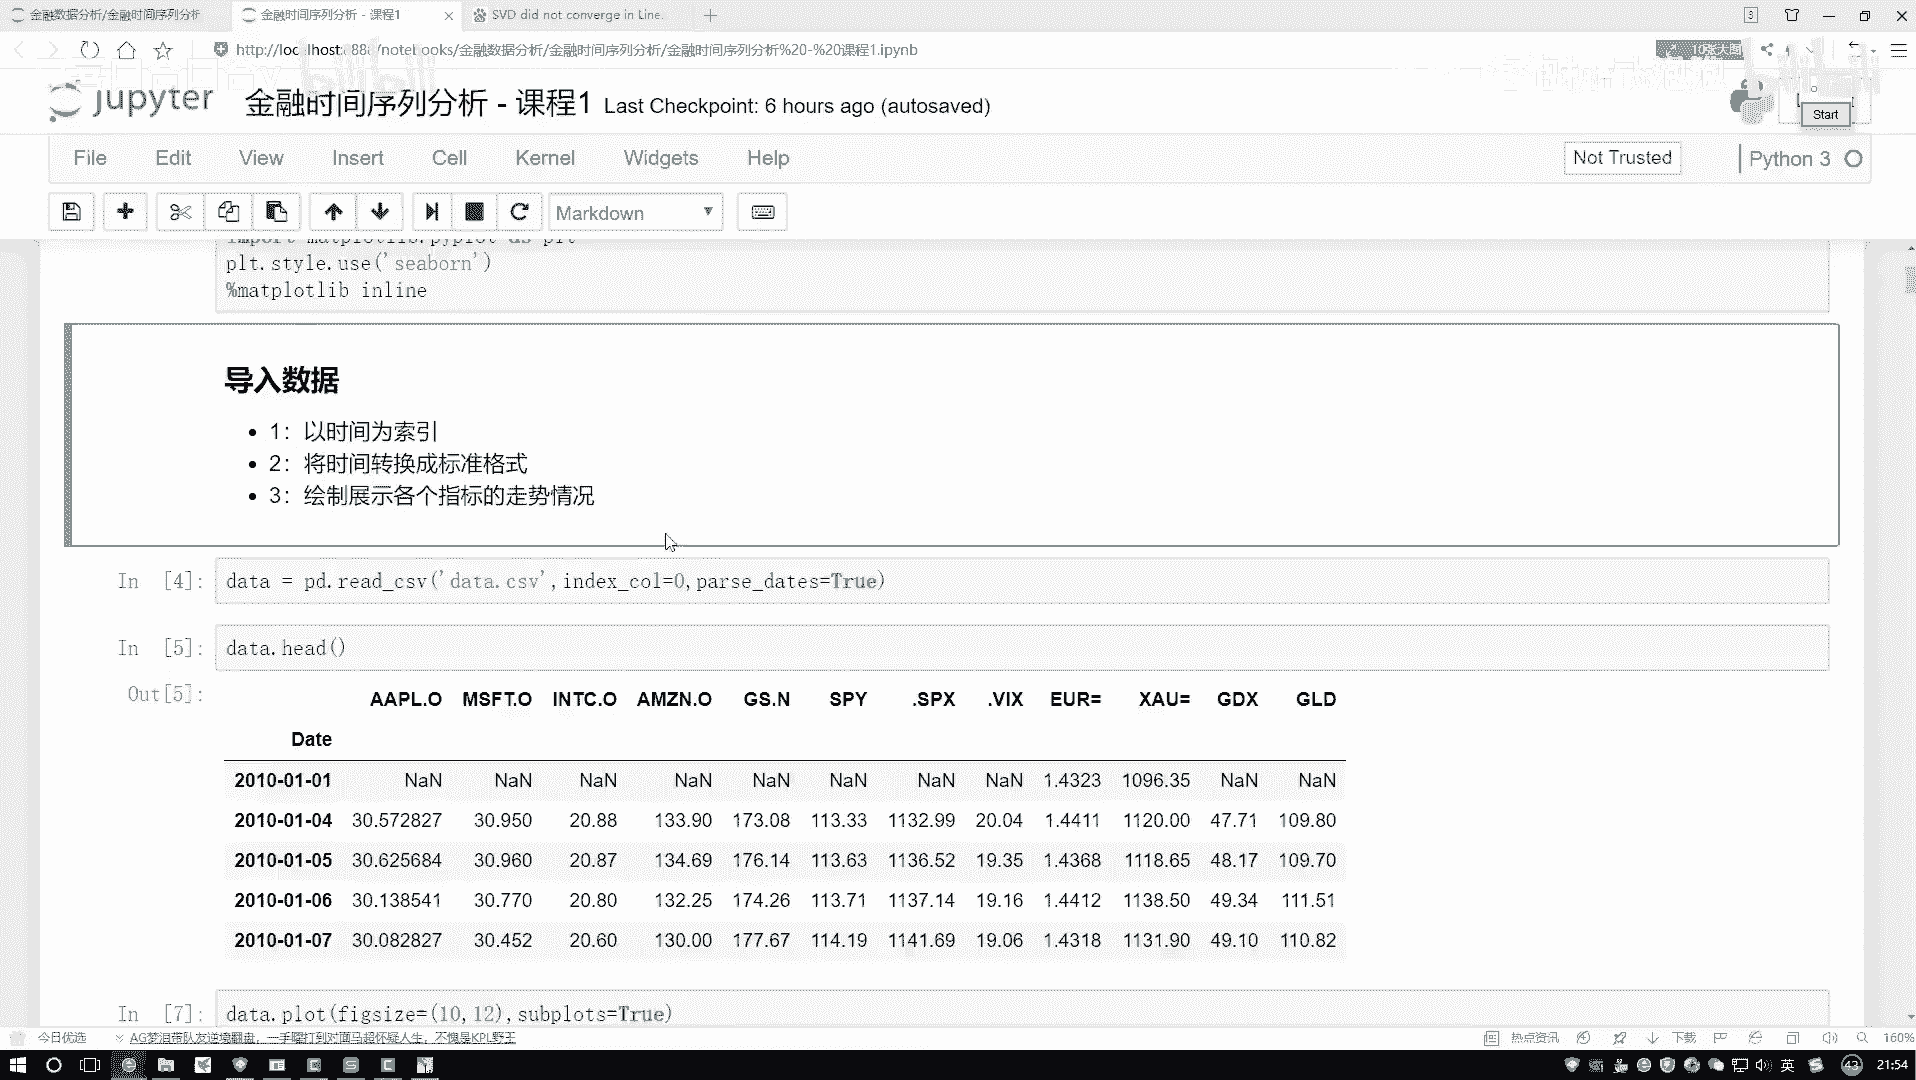 金融数据分析/金融时间序列分析
金融时间序列分析 - 课程1
SVD did not converge in Line.
http://localhost:888/notebooks/金融数据分析/金融时间序列分析/金融时间序列分析%20-%20课程1.ipynb
10张大图
bilibili
bilibili
jupyter 金融时间序列分析 - 课程1 Last Checkpoint: 6 hours ago (autosaved)
Start
File Edit View Insert Cell Kernel Widgets Help
Not Trusted
Python 3
Markdown
import matplotlib.pyplot as plt
plt.style.use('seaborn')
%matplotlib inline
导入数据
1：以时间为索引
2：将时间转换成标准格式
3：绘制展示各个指标的走势情况
In [4]: data = pd.read_csv('data.csv',index_col=0,parse_dates=True)
In [5]: data.head()
Out[5]:
AAPL.O MSFT.O INTC.O AMZN.O GS.N SPY .SPX .VIX EUR= XAU= GDX GLD
Date
2010-01-01 NaN NaN NaN NaN NaN NaN NaN NaN 1.4323 1096.35 NaN NaN
2010-01-04 30.572827 30.950 20.88 133.90 173.08 113.33 1132.99 20.04 1.4411 1120.00 47.71 109.80
2010-01-05 30.625684 30.960 20.87 134.69 176.14 113.63 1136.52 19.35 1.4368 1118.65 48.17 109.70
2010-01-06 30.138541 30.770 20.80 132.25 174.26 113.71 1137.14 19.16 1.4412 1138.50 49.34 111.51
2010-01-07 30.082827 30.452 20.60 130.00 177.67 114.19 1141.69 19.06 1.4318 1131.90 49.10 110.82
In [7]: data.plot(figsize=(10,12),subplots=True)
今日优选
AG梦泪带队友逆境翻盘，一手曜打到对面马超怀疑人生，不愧是KPL野王
热点资讯
下载
160%
英
43
21:54